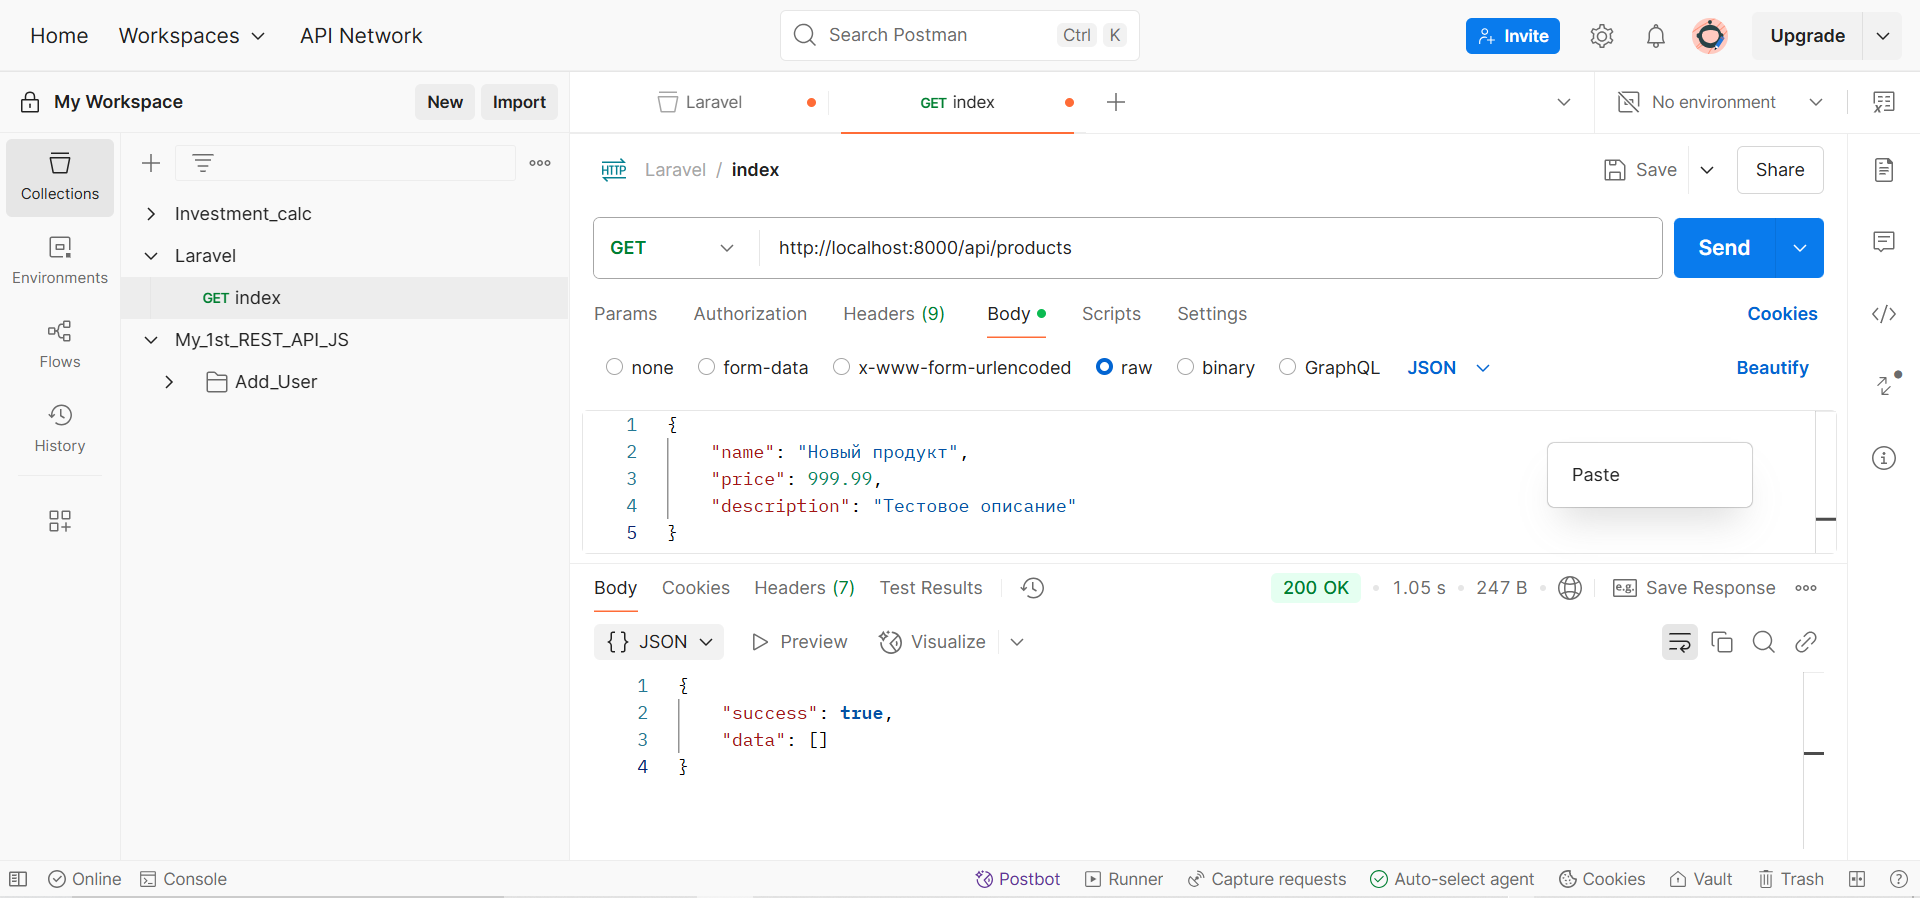 Home Workspaces API Network Search Postman Ctrl K Invite Upgrade
My Workspace New Import Laravel GET index No environment
Collections
Environments
Flows
History
Investment_calc
Laravel
GET index
My_1st_REST_API_JS
Add_User
HTTP Laravel / index Save Share
GET http://localhost:8000/api/products Send
Params Authorization Headers (9) Body Scripts Settings Cookies
none form-data x-www-form-urlencoded raw binary GraphQL JSON Beautify
1 {
2 "name": "Новый продукт",
3 "price": 999.99,
4 "description": "Тестовое описание"
5 }
Paste
Body Cookies Headers (7) Test Results 200 OK • 1.05 s • 247 B • e.g. Save Response
{} JSON Preview Visualize
1 {
2 "success": true,
3 "data": []
4 }
Online Console Postbot Runner Capture requests Auto-select agent Cookies Vault Trash